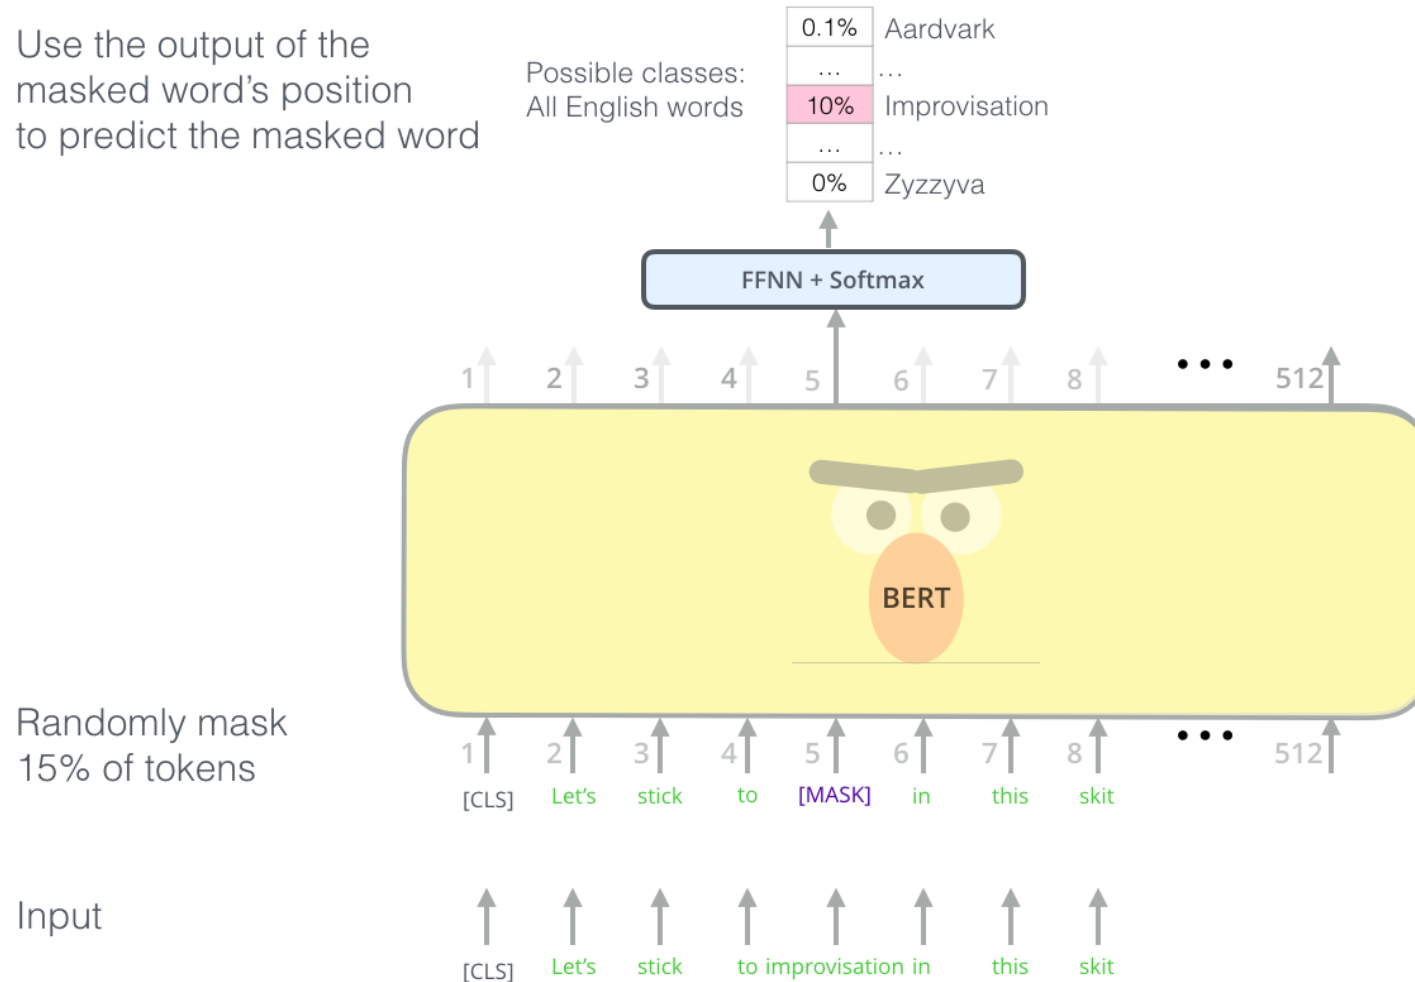 Use the output of the
masked word's position
to predict the masked word
Possible classes:
All English words
0.1% Aardvark
... ...
10% Improvisation
... ...
0% Zyzzyva
FFNN + Softmax
1 2 3 4 5 6 7 8 ••• 512
BERT
Randomly mask
15% of tokens
1 2 3 4 5 6 7 8 ••• 512
[CLS] Let's stick to [MASK] in this skit
Input
[CLS] Let's stick to improvisation in this skit